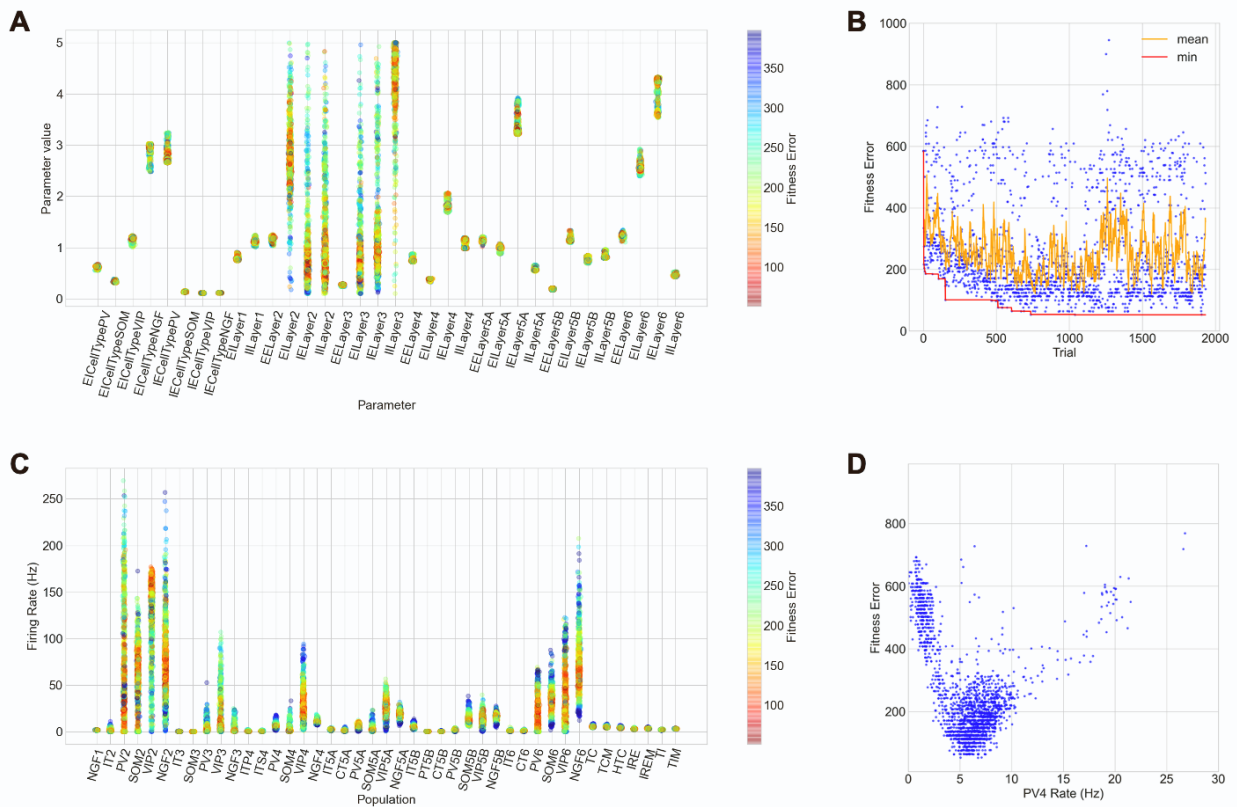 A
5
4
3
2
1
0
Parameter value
EICellTypePV
EICellTypeSOM
EICellTypeVIP
EICellTypeNGF
IECellTypePV
IECellTypeSOM
IECellTypeVIP
IECellTypeNGF
EILayer1
IILayer1
EELayer2
EILayer2
IELayer2
IILayer2
EELayer3
EILayer3
IELayer3
IILayer3
EELayer4
EILayer4
IELayer4
IILayer4
EELayer5A
EILayer5A
IELayer5A
IILayer5A
EELayer5B
EILayer5B
IELayer5B
IILayer5B
EELayer6
EILayer6
IELayer6
IILayer6
Parameter
350
300
250
200
150
100
Fitness Error
B
1000
800
600
400
200
0
Fitness Error
mean
min
0
500
1000
1500
2000
Trial
C
250
200
150
100
50
0
Firing Rate (Hz)
NGF1
IT2
PV2
SOM2
VIP2
NGF2
IT3
SOM3
PV3
VIP3
NGF3
ITP4
ITS4
PV4
SOM4
VIP4
NGF4
IT5A
CT5A
PV5A
SOM5A
VIP5A
NGF5A
IT5B
PT5B
CT5B
PV5B
SOM5B
VIP5B
NGF5B
IT6
CT6
PV6
SOM6
VIP6
NGF6
TC
TCM
HTC
IRE
IREM
TI
TIM
Population
350
300
250
200
150
100
Fitness Error
D
800
600
400
200
0
Fitness Error
0
5
10
15
20
25
30
PV4 Rate (Hz)